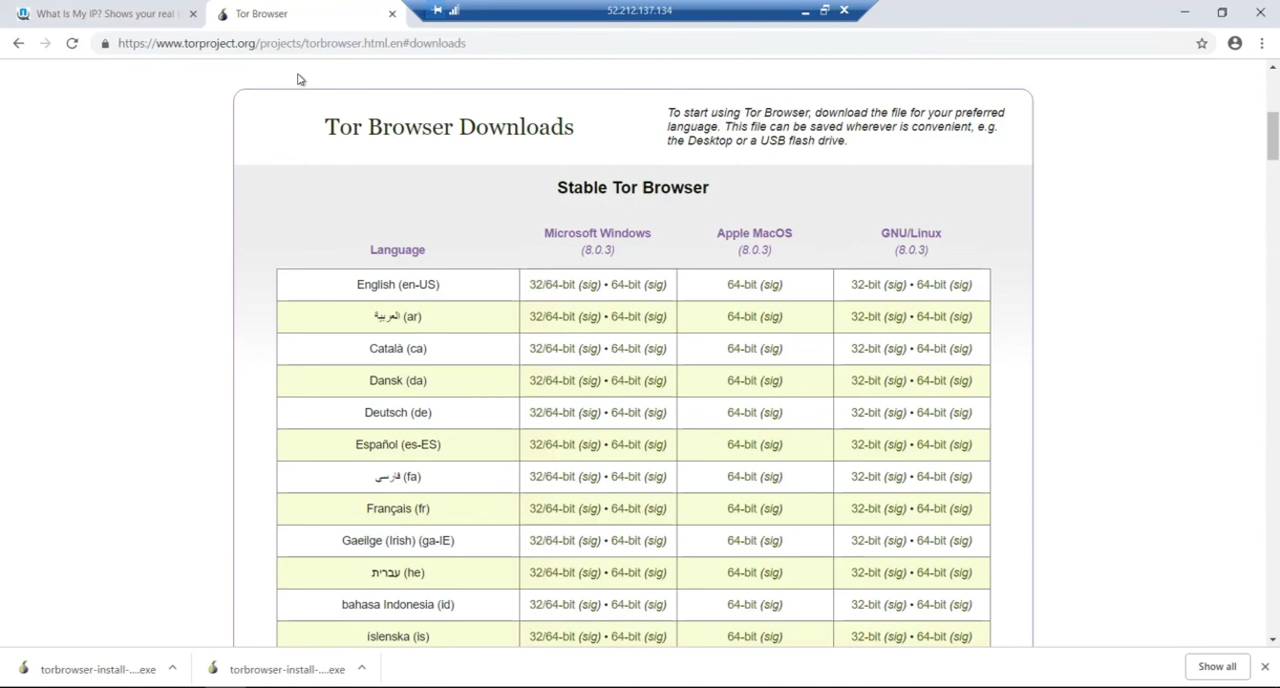 What Is My IP? Shows your real
Tor Browser
52.212.137.134
https://www.torproject.org/projects/torbrowser.html.en#downloads
Tor Browser Downloads
To start using Tor Browser, download the file for your preferred
language. This file can be saved wherever is convenient, e.g.
the Desktop or a USB flash drive.
Stable Tor Browser
Language
Microsoft Windows
(8.0.3)
Apple MacOS
(8.0.3)
GNU/Linux
(8.0.3)
English (en-US) 32/64-bit (sig) • 64-bit (sig) 64-bit (sig) 32-bit (sig) • 64-bit (sig)
العربية (ar) 32/64-bit (sig) • 64-bit (sig) 64-bit (sig) 32-bit (sig) • 64-bit (sig)
Català (ca) 32/64-bit (sig) • 64-bit (sig) 64-bit (sig) 32-bit (sig) • 64-bit (sig)
Dansk (da) 32/64-bit (sig) • 64-bit (sig) 64-bit (sig) 32-bit (sig) • 64-bit (sig)
Deutsch (de) 32/64-bit (sig) • 64-bit (sig) 64-bit (sig) 32-bit (sig) • 64-bit (sig)
Español (es-ES) 32/64-bit (sig) • 64-bit (sig) 64-bit (sig) 32-bit (sig) • 64-bit (sig)
فارسی (fa) 32/64-bit (sig) • 64-bit (sig) 64-bit (sig) 32-bit (sig) • 64-bit (sig)
Français (fr) 32/64-bit (sig) • 64-bit (sig) 64-bit (sig) 32-bit (sig) • 64-bit (sig)
Gaeilge (Irish) (ga-IE) 32/64-bit (sig) • 64-bit (sig) 64-bit (sig) 32-bit (sig) • 64-bit (sig)
עברית (he) 32/64-bit (sig) • 64-bit (sig) 64-bit (sig) 32-bit (sig) • 64-bit (sig)
bahasa Indonesia (id) 32/64-bit (sig) • 64-bit (sig) 64-bit (sig) 32-bit (sig) • 64-bit (sig)
íslenska (is) 32/64-bit (sig) • 64-bit (sig) 64-bit (sig) 32-bit (sig) • 64-bit (sig)
torbrowser-install-....exe
torbrowser-install-....exe
Show all